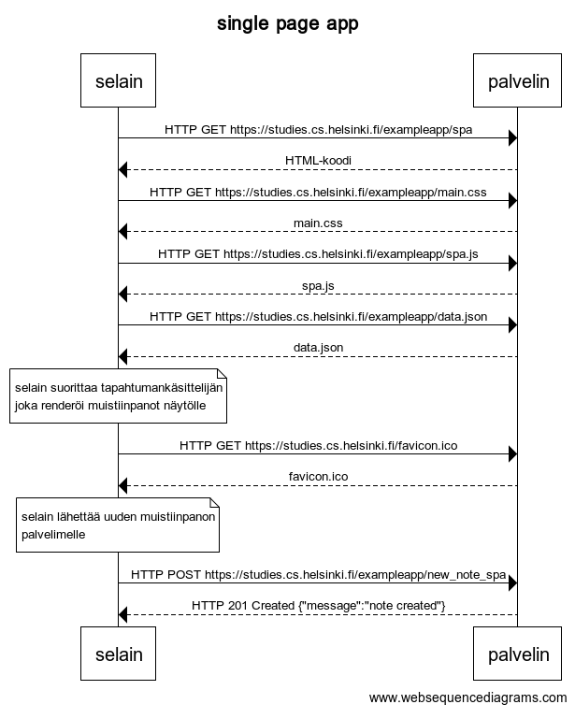 single page app
selain
palvelin
HTTP GET https://studies.cs.helsinki.fi/exampleapp/spa
HTML-koodi
HTTP GET https://studies.cs.helsinki.fi/exampleapp/main.css
main.css
HTTP GET https://studies.cs.helsinki.fi/exampleapp/spa.js
spa.js
HTTP GET https://studies.cs.helsinki.fi/exampleapp/data.json
data.json
selain suorittaa tapahtumankäsittelijän
joka renderöi muistiinpanot näytölle
HTTP GET https://studies.cs.helsinki.fi/favicon.ico
favicon.ico
selain lähettää uuden muistiinpanon
palvelimelle
HTTP POST https://studies.cs.helsinki.fi/exampleapp/new_note_spa
HTTP 201 Created {"message":"note created"}
selain
palvelin
www.websequencediagrams.com